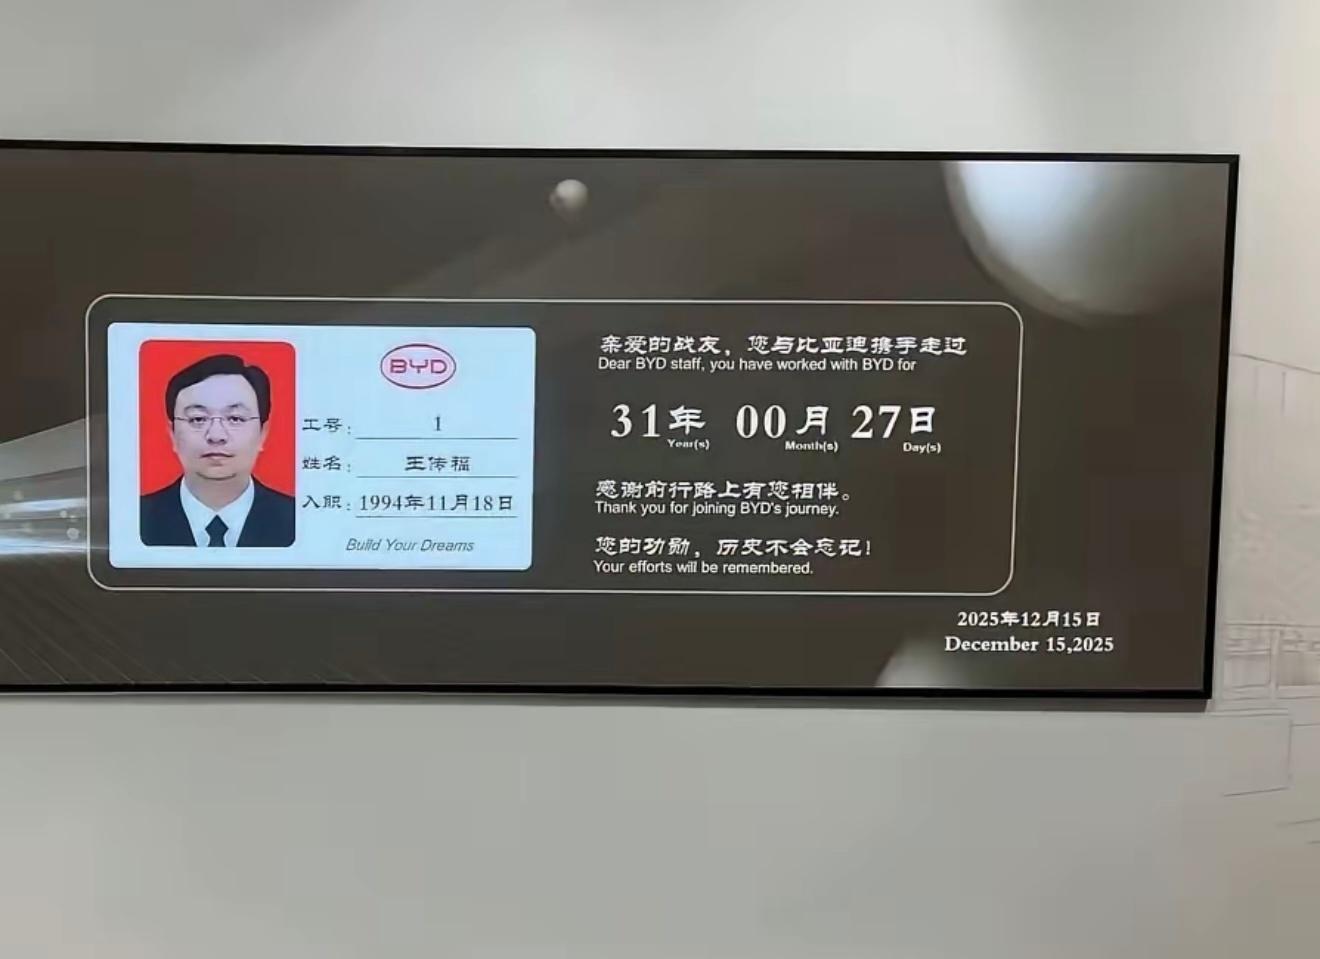 BYD
工号: 1
姓名: 王传福
入职: 1994年11月18日
Build Your Dreams
亲爱的战友，您与比亚迪携手走过
Dear BYD staff, you have worked with BYD for
31年 00月 27日
Year(s) Month(s) Day(s)
感谢前行路上有您相伴。
Thank you for joining BYD's journey.
您的功勋，历史不会忘记！
Your efforts will be remembered.
2025年12月15日
December 15,2025